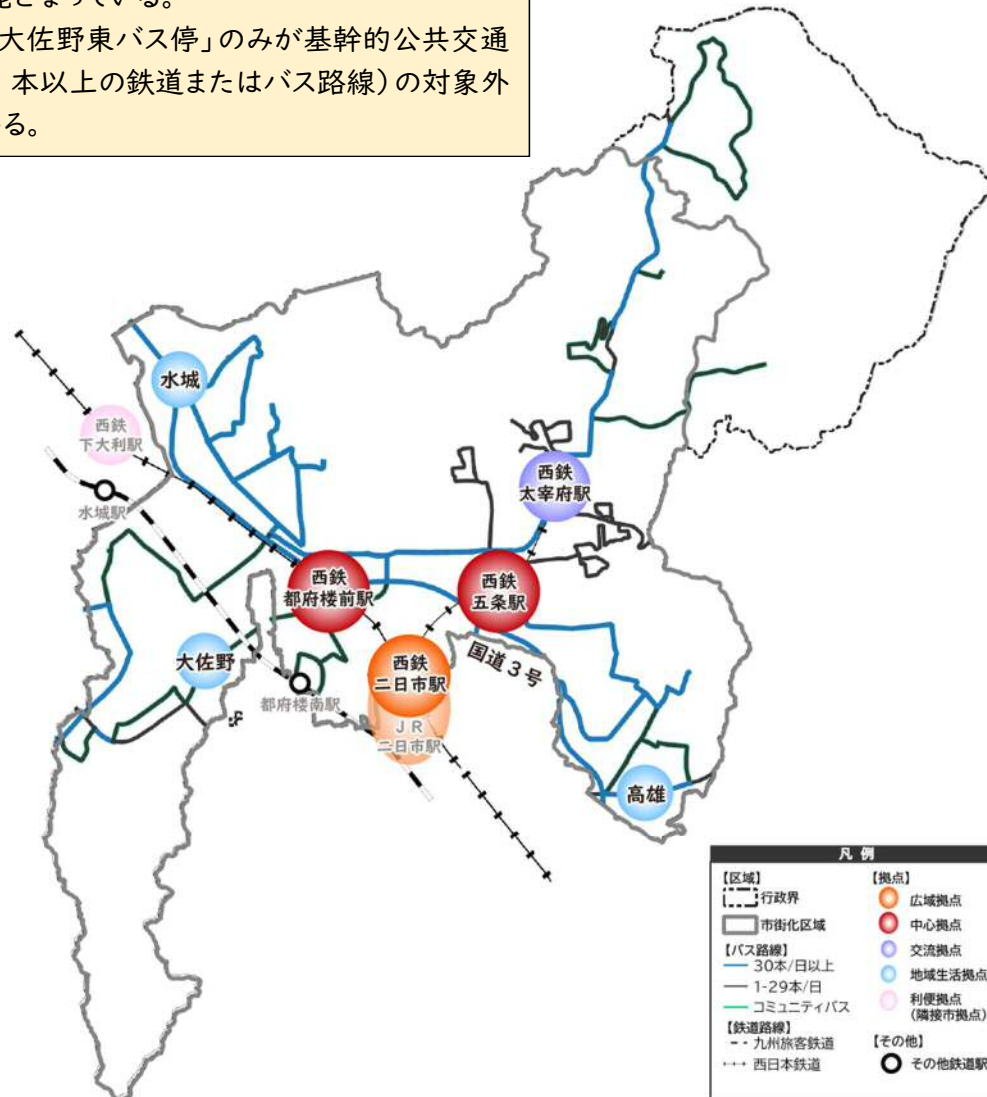 能となっている。
大佐野東バス停」のみが基幹的公共交通
本以上の鉄道またはバス路線)の対象外
る。
水城
西鉄
下大利駅
水城駅
西鉄
太宰府駅
西鉄
都府楼前駅
西鉄
五条駅
大佐野
西鉄
二日市駅
国道3号
都府楼南駅
JR
二日市駅
高雄
凡例
【区域】
行政界
市街化区域
【バス路線】
30本/日以上
1-29本/日
コミュニティバス
【鉄道路線】
九州旅客鉄道
西日本鉄道
【拠点】
広域拠点
中心拠点
交流拠点
地域生活拠点
利便拠点
(隣接市拠点)
【その他】
その他鉄道駅